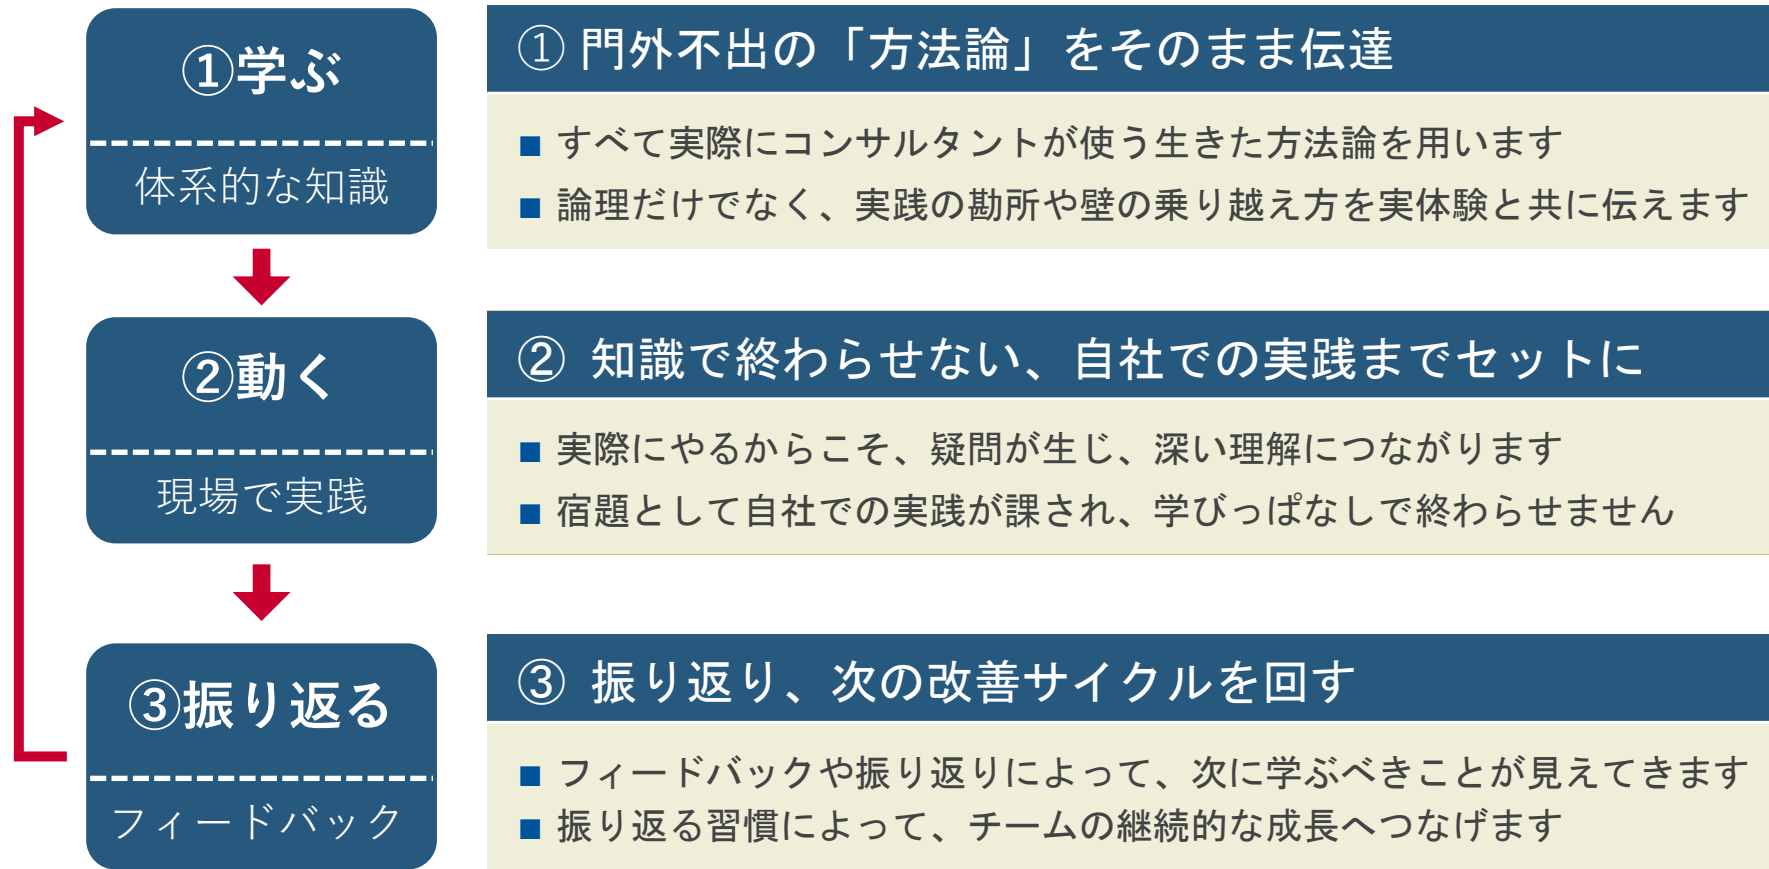 ①学ぶ
体系的な知識
① 門外不出の「方法論」をそのまま伝達
■ すべて実際にコンサルタントが使う生きた方法論を用います
■ 論理だけでなく、実践の勘所や壁の乗り越え方を実体験と共に伝えます
②動く
現場で実践
② 知識で終わらせない、自社での実践までセットに
■ 実際にやるからこそ、疑問が生じ、深い理解につながります
■ 宿題として自社での実践が課され、学びっぱなしで終わらせません
③振り返る
フィードバック
③ 振り返り、次の改善サイクルを回す
■ フィードバックや振り返りによって、次に学ぶべきことが見えてきます
■ 振り返る習慣によって、チームの継続的な成長へつなげます